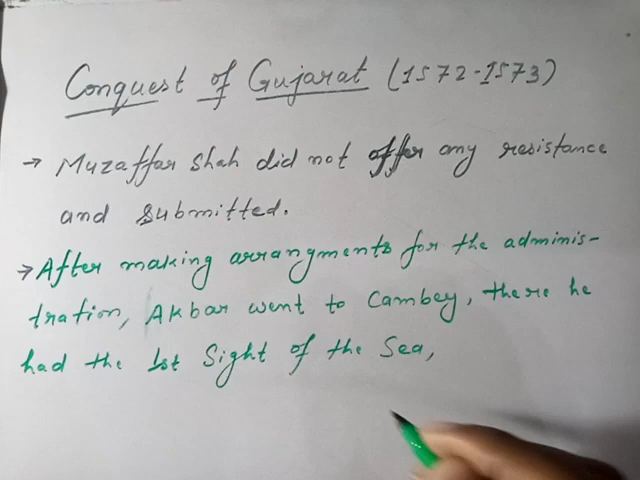 Conquest of Gujarat (1572-1573)
→ Muzaffar Shah did not offer any resistance
and submitted.
→ After making arrangments for the adminis-
tration, Akbar went to Cambey, there he
had the 1st Sight of the Sea,